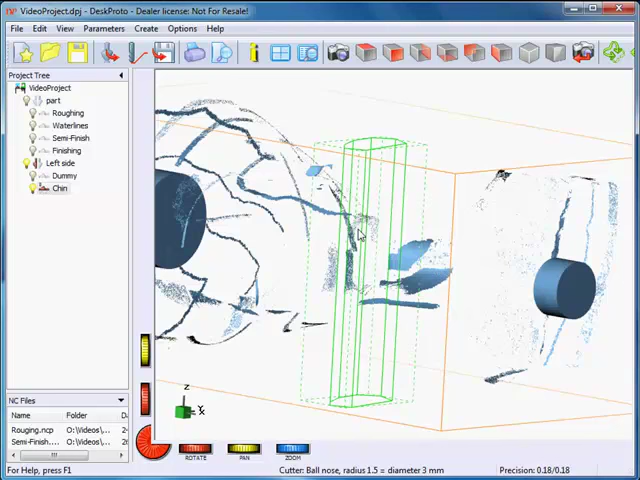 VideoProject.dpj - DeskProto - Dealer license: Not For Resale!
File Edit View Parameters Create Options Help
Project Tree
VideoProject
part
Roughing
Waterlines
Semi-Finish
Finishing
Left side
Dummy
Chin
NC Files
Name Folder Da
Rouging.ncp O:\Videos\...
Semi-Finish.... O:\Videos\...
Z
Y
X
ROTATE PAN ZOOM
For Help, press F1 Cutter: Ball nose, radius 1.5 = diameter 3 mm Precision: 0.18/0.18